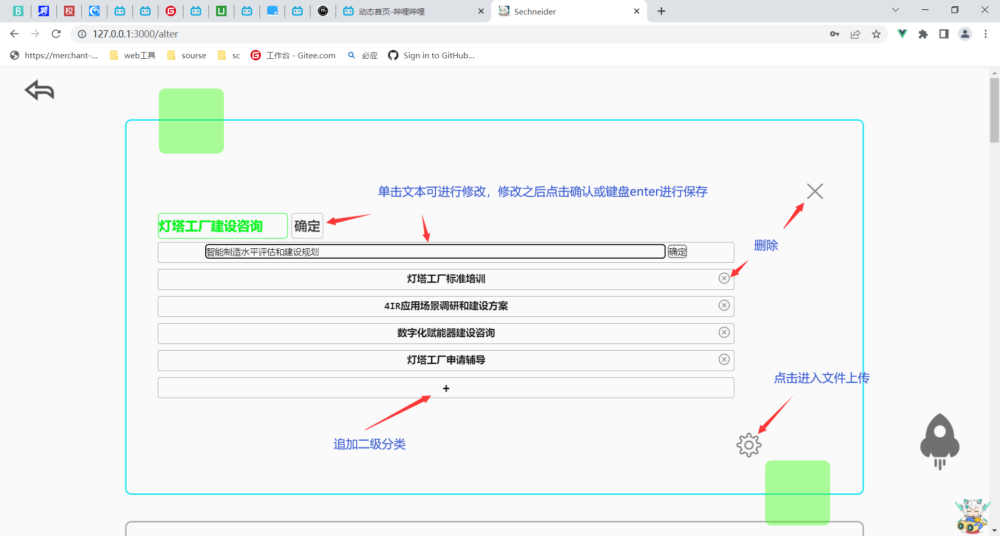 动态首页-哔哩哔哩
Sechneider
127.0.0.1:3000/alter
https://merchant-...
web工具
sourse
sc
工作台 - Gitee.com
必应
Sign in to GitHub...
单击文本可进行修改，修改之后点击确认或键盘enter进行保存
灯塔工厂建设咨询
确定
删除
智能制造水平评估和建设规划
确定
灯塔工厂标准培训
4IR应用场景调研和建设方案
数字化赋能器建设咨询
灯塔工厂申请辅导
+
点击进入文件上传
追加二级分类